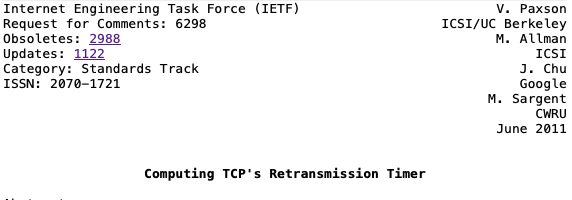 Internet Engineering Task Force (IETF) V. Paxson
Request for Comments: 6298 ICSI/UC Berkeley
Obsoletes: 2988 M. Allman
Updates: 1122 ICSI
Category: Standards Track J. Chu
ISSN: 2070-1721 Google
M. Sargent
CWRU
June 2011
Computing TCP's Retransmission Timer